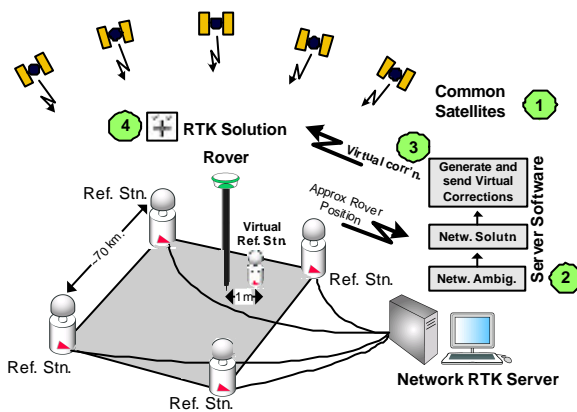 Common
Satellites
1
4
RTK Solution
3
Virtual corr'n.
Rover
Generate and
send Virtual
Corrections
Ref. Stn.
Approx Rover
Position
Server Software
~70 km.
Virtual
Ref. Stn.
Netw. Solutn
Ref. Stn.
Netw. Ambig.
2
1 m
Ref. Stn.
Network RTK Server
Ref. Stn.